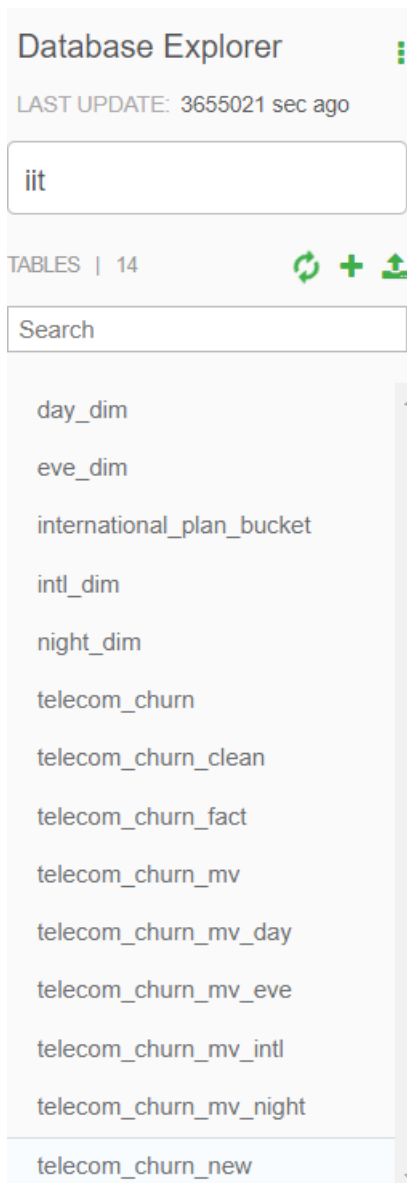 Database Explorer
LAST UPDATE: 3655021 sec ago
iit
TABLES | 14
Search
day_dim
eve_dim
international_plan_bucket
intl_dim
night_dim
telecom_churn
telecom_churn_clean
telecom_churn_fact
telecom_churn_mv
telecom_churn_mv_day
telecom_churn_mv_eve
telecom_churn_mv_intl
telecom_churn_mv_night
telecom_churn_new